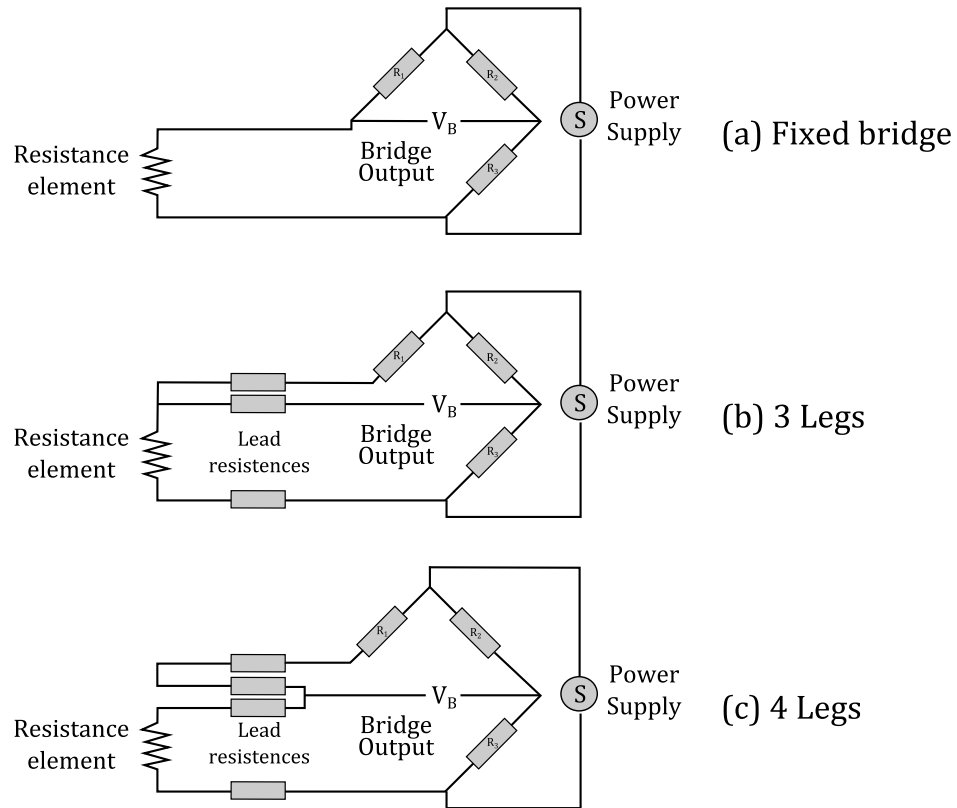 R1
R2
S
Power
Supply
VB
(a) Fixed bridge
Resistance
element
Bridge
Output
R3
R1
R2
S
Power
Supply
VB
(b) 3 Legs
Resistance
element
Lead
resistences
Bridge
Output
R3
R1
R2
S
Power
Supply
VB
(c) 4 Legs
Resistance
element
Lead
resistences
Bridge
Output
R3